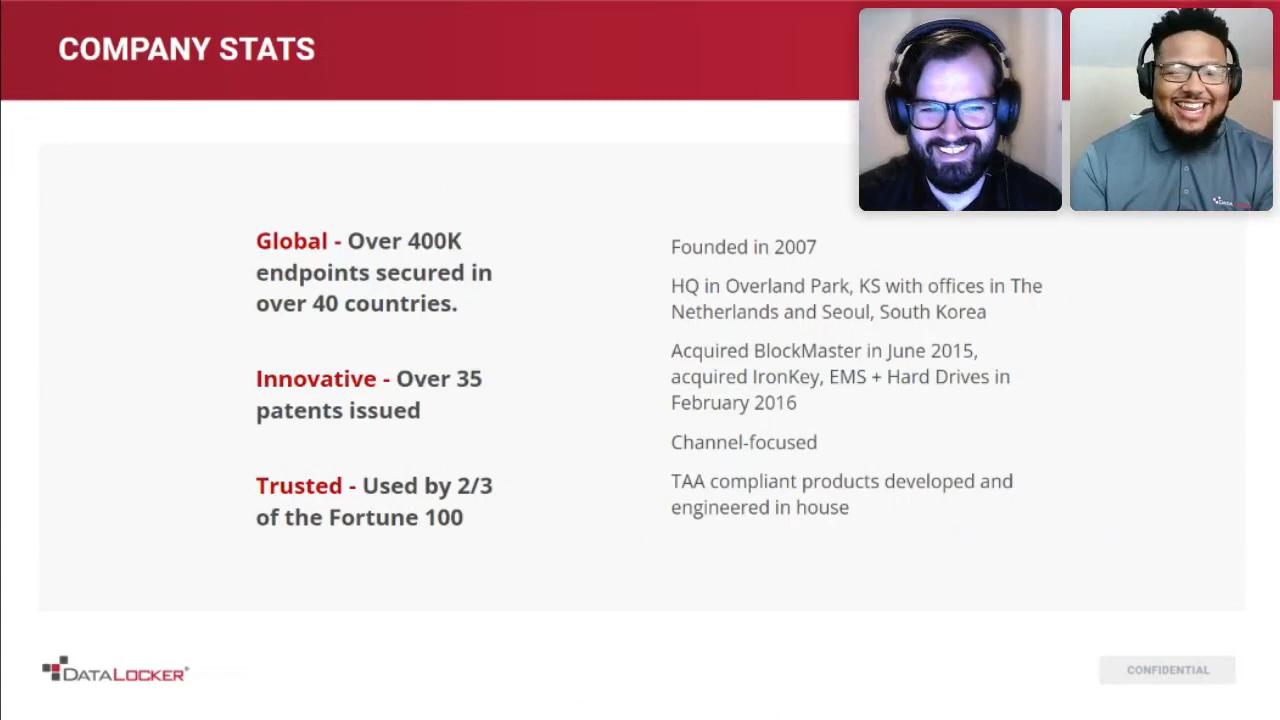 COMPANY STATS
Global - Over 400K
endpoints secured in
over 40 countries.
Innovative - Over 35
patents issued
Trusted - Used by 2/3
of the Fortune 100
Founded in 2007
HQ in Overland Park, KS with offices in The
Netherlands and Seoul, South Korea
Acquired BlockMaster in June 2015,
acquired IronKey, EMS + Hard Drives in
February 2016
Channel-focused
TAA compliant products developed and
engineered in house
DATALOCKER®
CONFIDENTIAL
DATALOCKER